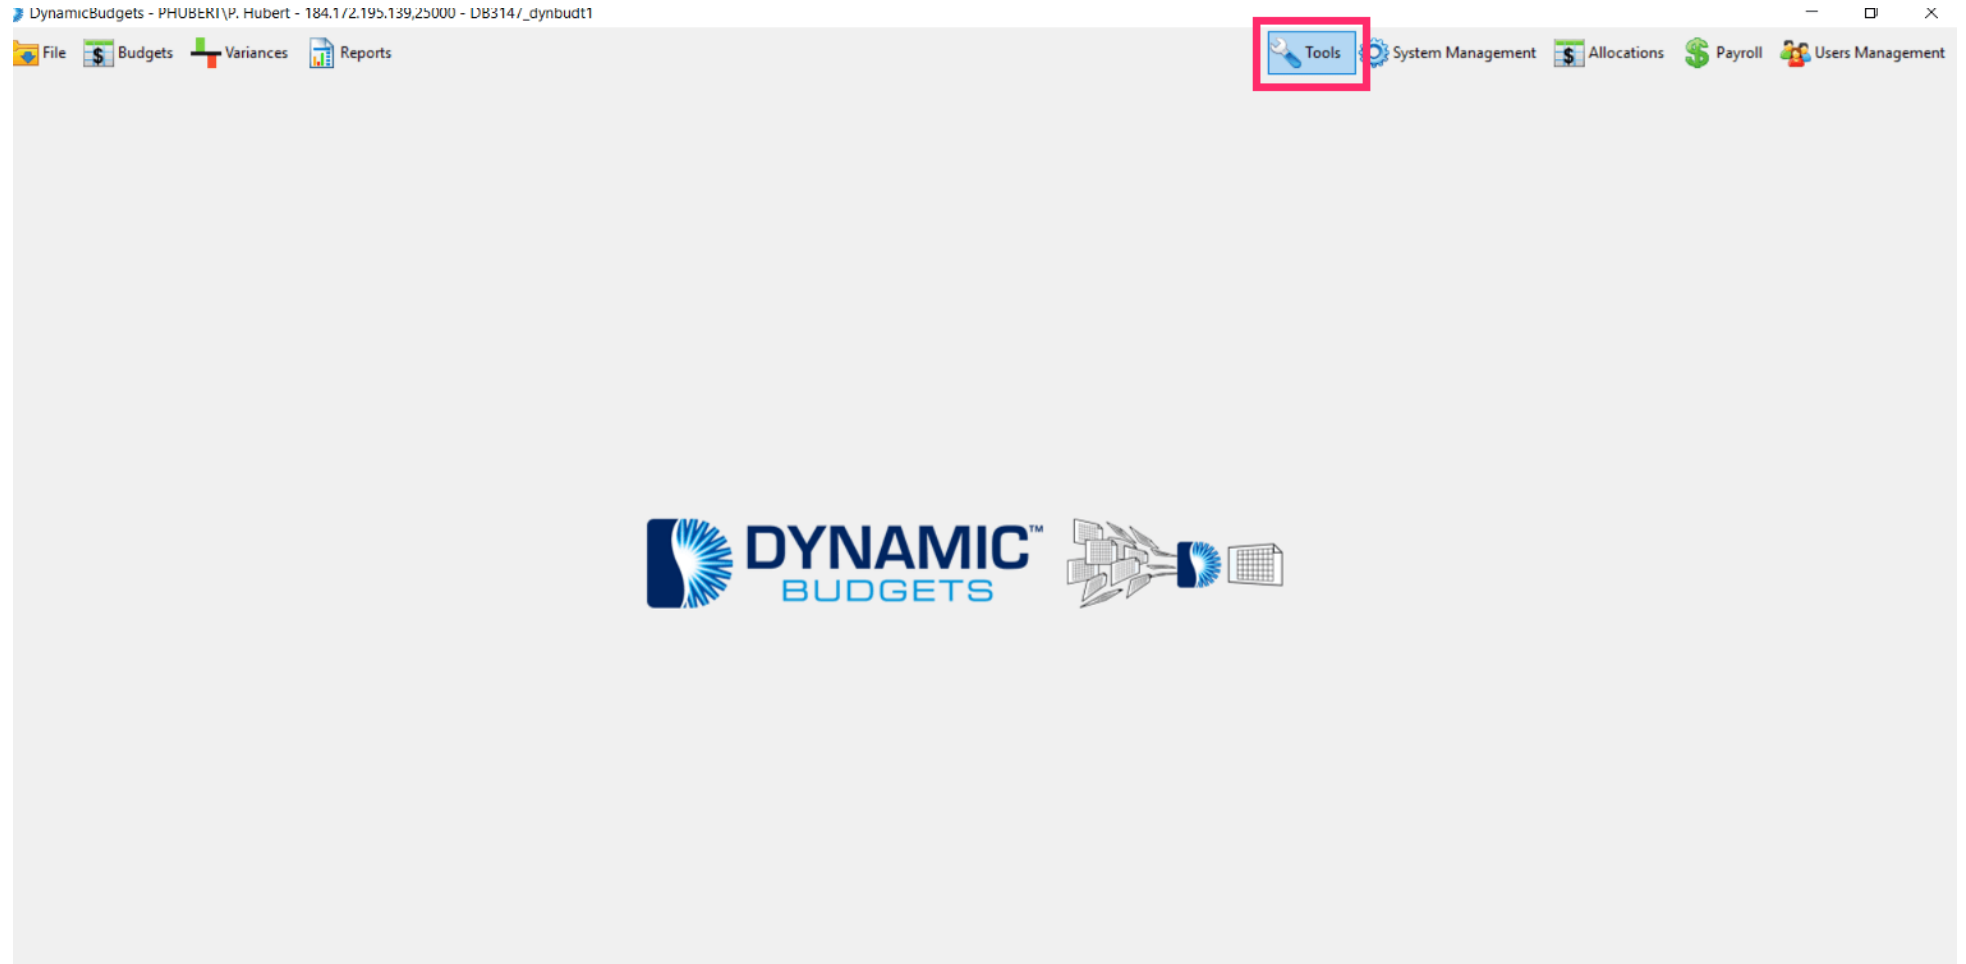 DynamicBudgets - PHUBERT\P. Hubert - 184.172.195.139,25000 - DB3147_dynbudt1
File Budgets Variances Reports Tools System Management Allocations Payroll Users Management
DYNAMIC™
BUDGETS